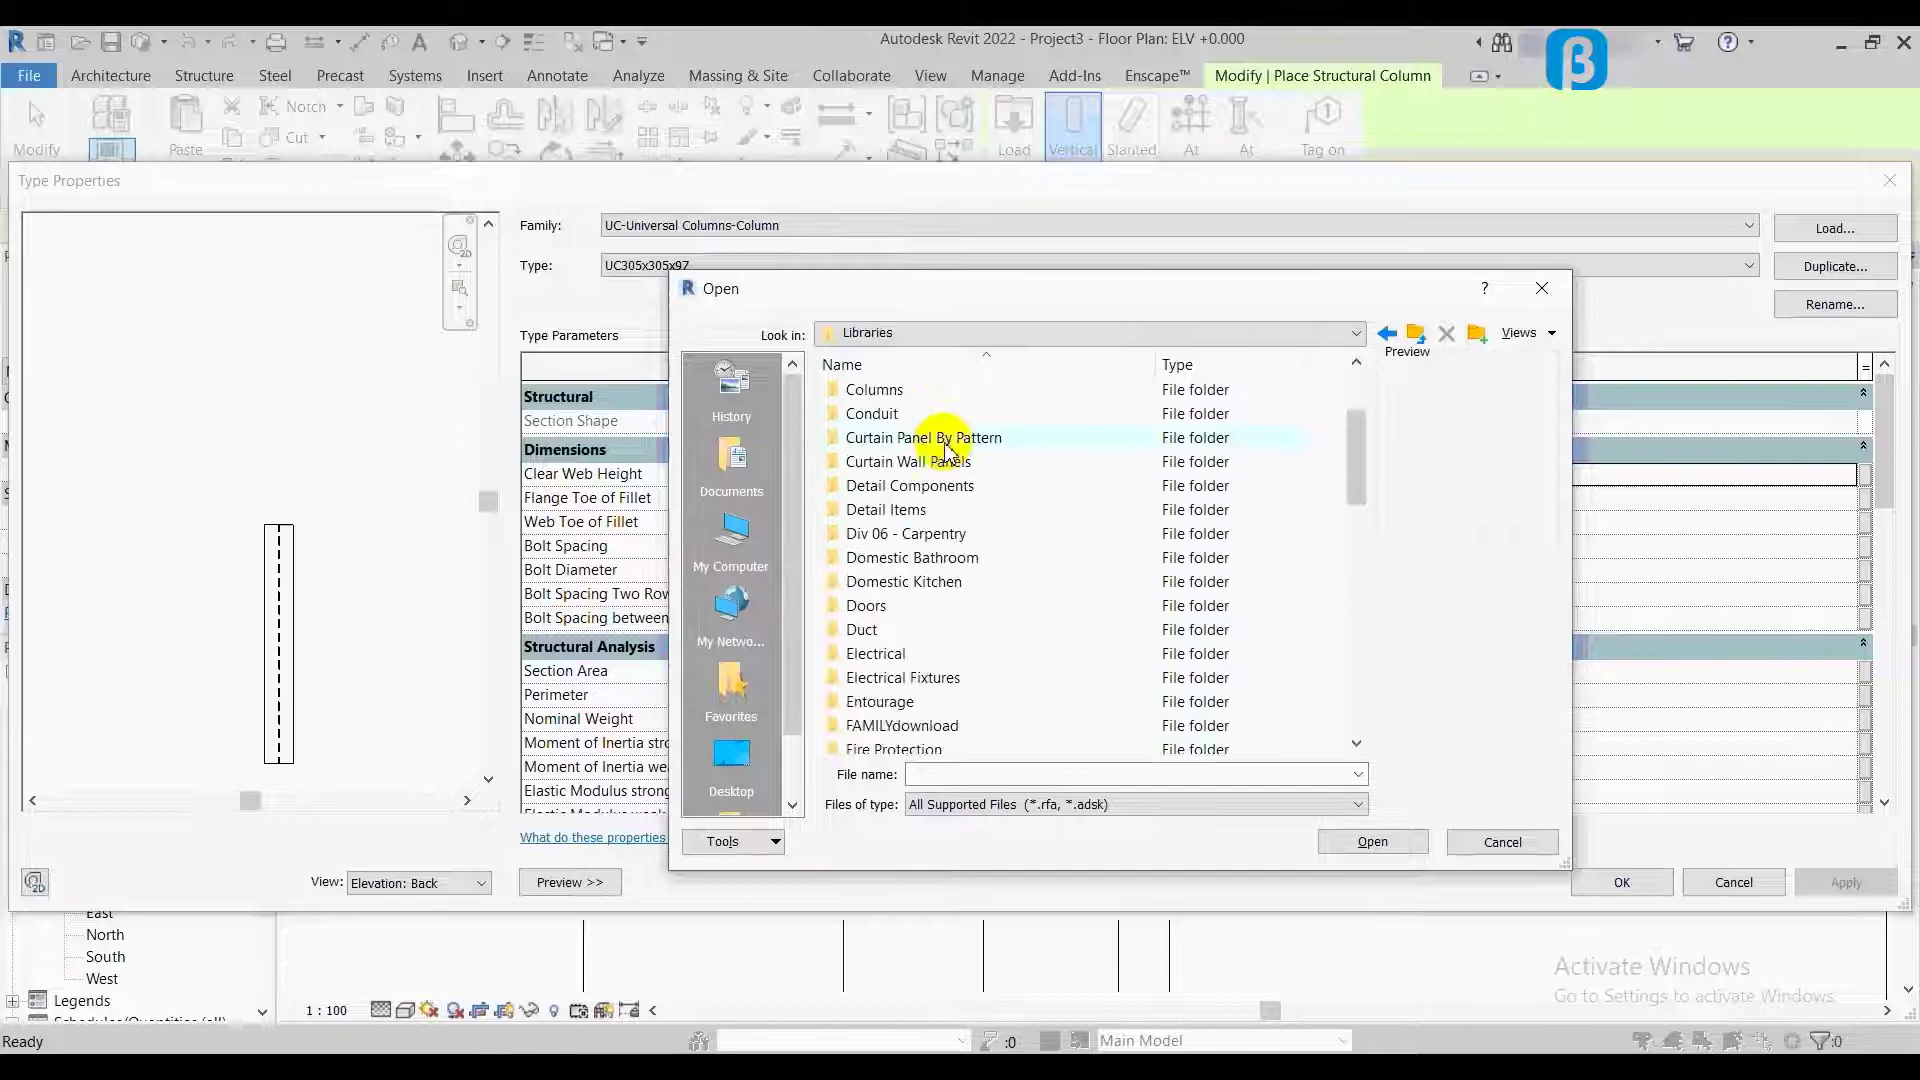 Autodesk Revit 2022 - Project3 - Floor Plan: ELV +0.000
β
File Architecture Structure Steel Precast Systems Insert Annotate Analyze Massing & Site Collaborate View Manage Add-Ins Enscape™ Modify | Place Structural Column
Notch
Cut
Modify Paste Load Vertical Slanted At At Tag on
Type Properties
Family: UC-Universal Columns-Column Load...
Type: UC305x305x97 Duplicate...
Rename...
Type Parameters
=
Structural
Section Shape
Dimensions
Clear Web Height
Flange Toe of Fillet
Web Toe of Fillet
Bolt Spacing
Bolt Diameter
Bolt Spacing Two Row
Bolt Spacing between
Structural Analysis
Section Area
Perimeter
Nominal Weight
Moment of Inertia stro
Moment of Inertia wea
Elastic Modulus strong
What do these properties
View: Elevation: Back Preview >> OK Cancel Apply
Open ?
Look in: Libraries Views
Preview
Name Type
Columns File folder
Conduit File folder
Curtain Panel By Pattern File folder
Curtain Wall Panels File folder
Detail Components File folder
Detail Items File folder
Div 06 - Carpentry File folder
Domestic Bathroom File folder
Domestic Kitchen File folder
Doors File folder
Duct File folder
Electrical File folder
Electrical Fixtures File folder
Entourage File folder
FAMILYdownload File folder
Fire Protection File folder
History
Documents
My Computer
My Netwo...
Favorites
Desktop
File name:
Files of type: All Supported Files (*.rfa, *.adsk)
Tools Open Cancel
East
North
South
West
Legends
Schedules/Quantities (all)
1 : 100
Activate Windows
Go to Settings to activate Windows.
Ready :0 Main Model :0